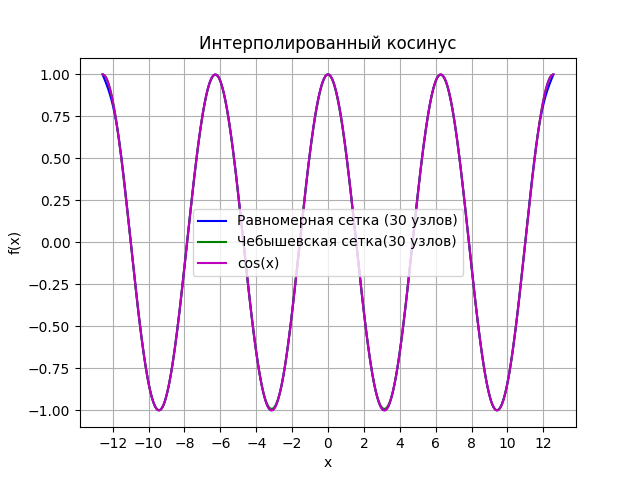 Интерполированный косинус
f(x)
1.00
0.75
0.50
0.25
0.00
−0.25
−0.50
−0.75
−1.00
Равномерная сетка (30 узлов)
Чебышевская сетка(30 узлов)
cos(x)
−12 −10 −8 −6 −4 −2 0 2 4 6 8 10 12
x